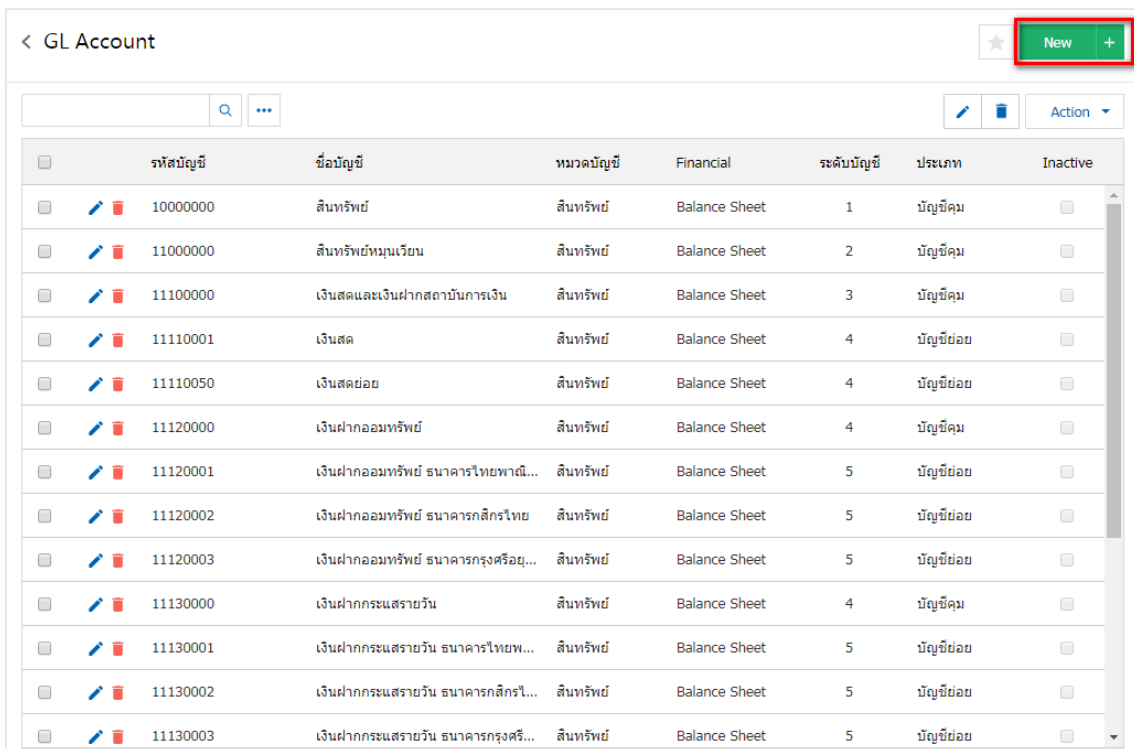 GL Account
New +
Action
รหัสบัญชี ชื่อบัญชี หมวดบัญชี Financial ระดับบัญชี ประเภท Inactive
10000000 สินทรัพย์ สินทรัพย์ Balance Sheet 1 บัญชีคุม
11000000 สินทรัพย์หมุนเวียน สินทรัพย์ Balance Sheet 2 บัญชีคุม
11100000 เงินสดและเงินฝากสถาบันการเงิน สินทรัพย์ Balance Sheet 3 บัญชีคุม
11110001 เงินสด สินทรัพย์ Balance Sheet 4 บัญชีย่อย
11110050 เงินสดย่อย สินทรัพย์ Balance Sheet 4 บัญชีย่อย
11120000 เงินฝากออมทรัพย์ สินทรัพย์ Balance Sheet 4 บัญชีคุม
11120001 เงินฝากออมทรัพย์ ธนาคารไทยพาณิ... สินทรัพย์ Balance Sheet 5 บัญชีย่อย
11120002 เงินฝากออมทรัพย์ ธนาคารกสิกรไทย สินทรัพย์ Balance Sheet 5 บัญชีย่อย
11120003 เงินฝากออมทรัพย์ ธนาคารกรุงศรีอยุ... สินทรัพย์ Balance Sheet 5 บัญชีย่อย
11130000 เงินฝากกระแสรายวัน สินทรัพย์ Balance Sheet 4 บัญชีคุม
11130001 เงินฝากกระแสรายวัน ธนาคารไทยพ... สินทรัพย์ Balance Sheet 5 บัญชีย่อย
11130002 เงินฝากกระแสรายวัน ธนาคารกสิกรไ... สินทรัพย์ Balance Sheet 5 บัญชีย่อย
11130003 เงินฝากกระแสรายวัน ธนาคารกรุงศรี... สินทรัพย์ Balance Sheet 5 บัญชีย่อย